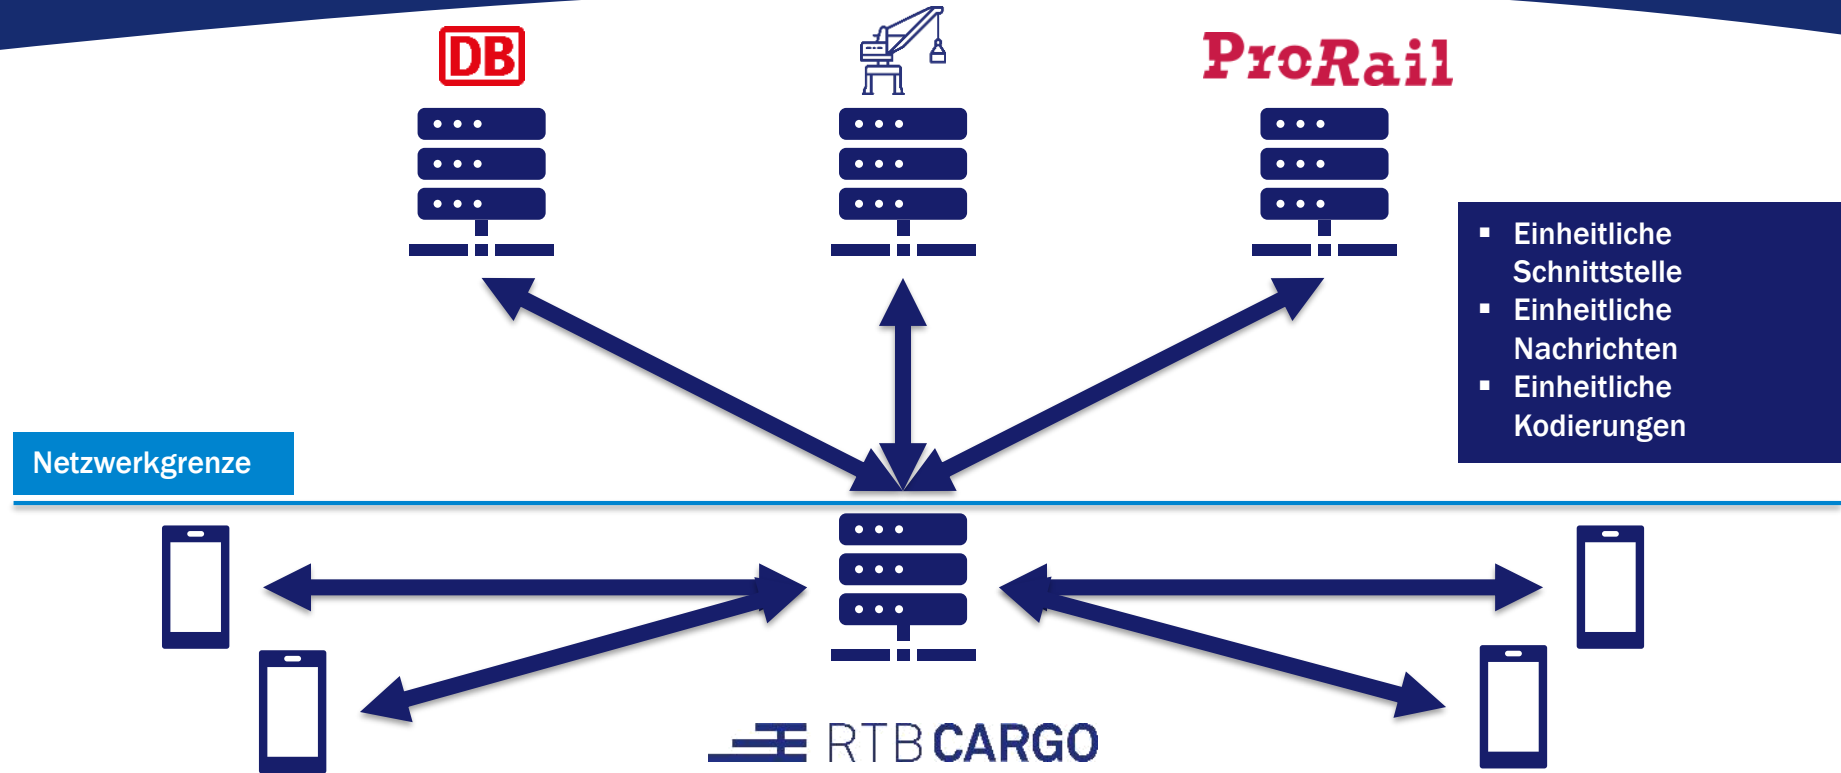 DB
ProRail
Einheitliche
Schnittstelle
Einheitliche
Nachrichten
Einheitliche
Kodierungen
Netzwerkgrenze
RTB CARGO